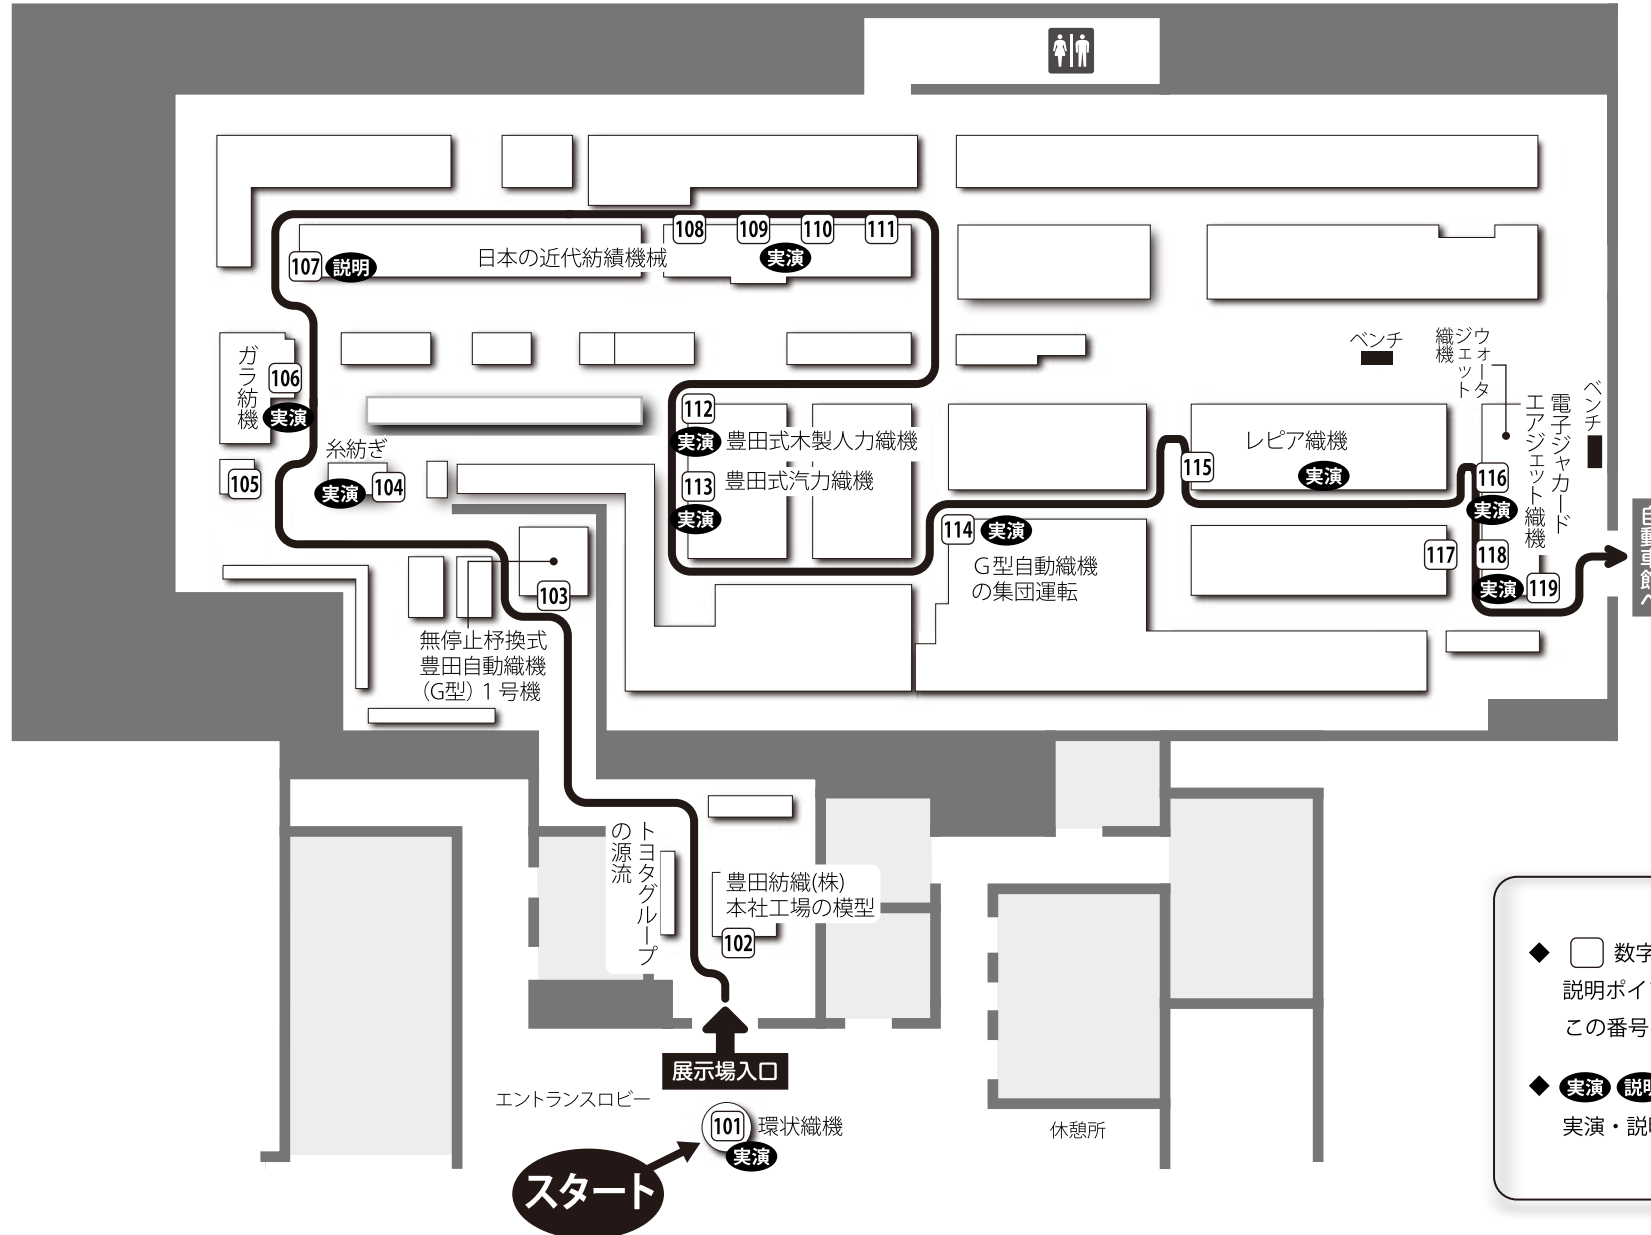 108
109
110
111
107
説明
日本の近代紡績機械
実演
ガラ紡機
106
実演
糸紡ぎ
実演
104
105
103
無停止杼換式
豊田自動織機
(G型) 1 号機
112
実演
豊田式木製人力織機
113
豊田式汽力織機
実演
114
実演
G型自動織機
の集団運転
115
レピア織機
実演
ベンチ
ウォータ
ジェット
織機
ベンチ
116
実演
電子ジャカード
エアジェット織機
117
118
実演
119
自動車館へ
トヨタグループ
の源流
豊田紡織(株)
本社工場の模型
102
展示場入口
エントランスロビー
101
環状織機
実演
スタート
休憩所
数字
説明ポイ
この番号
実演
説明
実演・説明